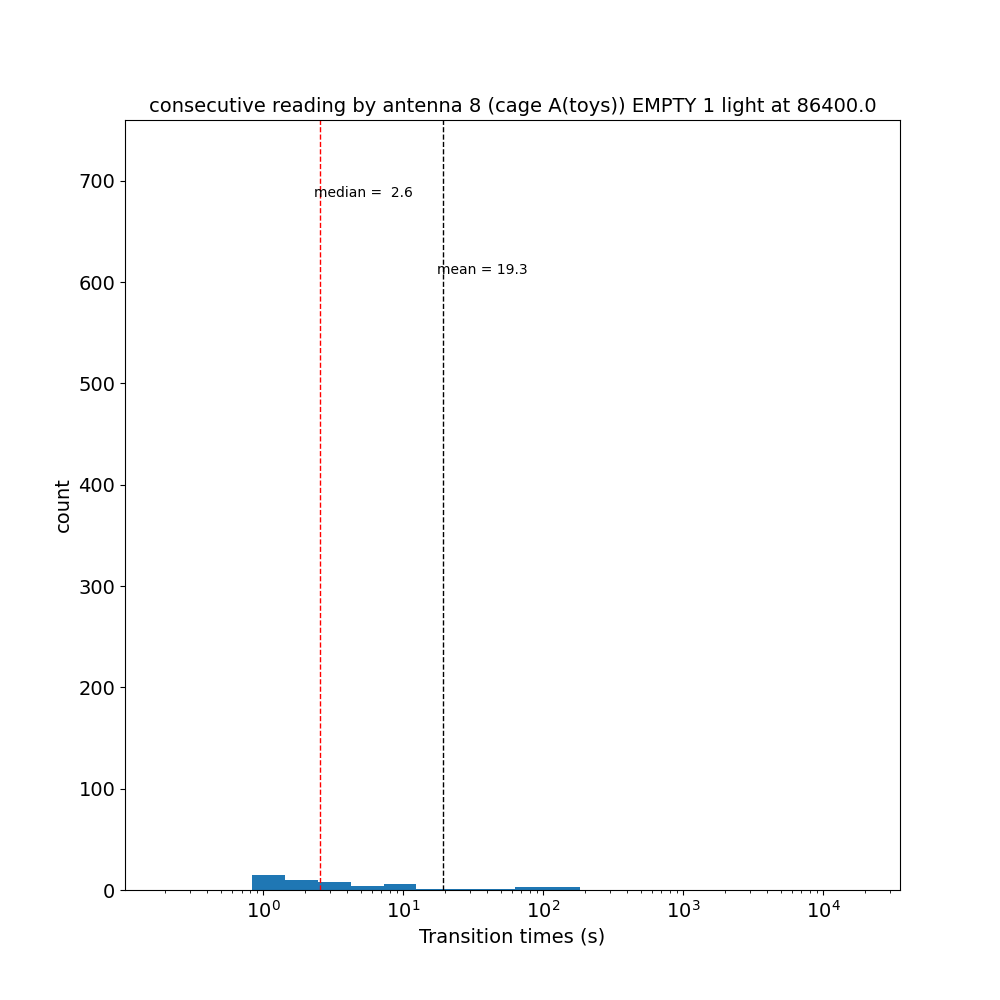 consecutive reading by antenna 8 (cage A(toys)) EMPTY 1 light at 86400.0
median =  2.6
mean = 19.3
700
600
500
400
300
200
100
0
count
10⁰ 10¹ 10² 10³ 10⁴
Transition times (s)